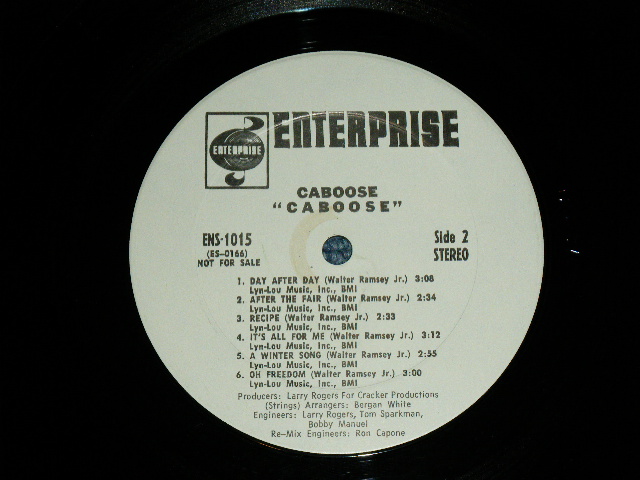 ENTERPRISE
ENTERPRISE
CABOOSE
"CABOOSE"
ENS-1015
(ES-0166)
NOT FOR SALE
Side 2
STEREO
1. DAY AFTER DAY (Walter Ramsey Jr.) 3:08
Lyn-Lou Music, Inc., BMI
2. AFTER THE FAIR (Walter Ramsey Jr.) 2:34
Lyn-Lou Music, Inc., BMI
3. RECIPE (Walter Ramsey Jr.) 2:33
Lyn-Lou Music, Inc., BMI
4. IT'S ALL FOR ME (Walter Ramsey Jr.) 3:12
Lyn-Lou Music, Inc., BMI
5. A WINTER SONG (Walter Ramsey Jr.) 2:55
Lyn-Lou Music, Inc., BMI
6. OH FREEDOM (Walter Ramsey Jr.) 3:00
Lyn-Lou Music, Inc., BMI
Producers: Larry Rogers For Cracker Productions
(Strings) Arrangers: Bergan White
Engineers: Larry Rogers, Tom Sparkman,
Bobby Manuel
Re-Mix Engineers: Ron Capone